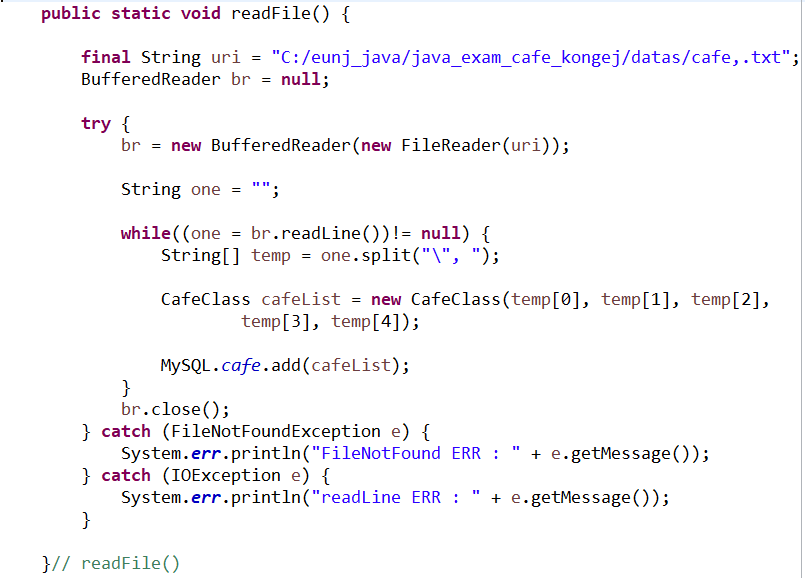 public static void readFile() {
final String uri = "C:/eunj_java/java_exam_cafe_kongej/datas/cafe,.txt";
BufferedReader br = null;
try {
br = new BufferedReader(new FileReader(uri));
String one = "";
while((one = br.readLine())!= null) {
String[] temp = one.split("\", ");
CafeClass cafeList = new CafeClass(temp[0], temp[1], temp[2],
temp[3], temp[4]);
MySQL.cafe.add(cafeList);
}
br.close();
} catch (FileNotFoundException e) {
System.err.println("FileNotFound ERR : " + e.getMessage());
} catch (IOException e) {
System.err.println("readLine ERR : " + e.getMessage());
}
}// readFile()